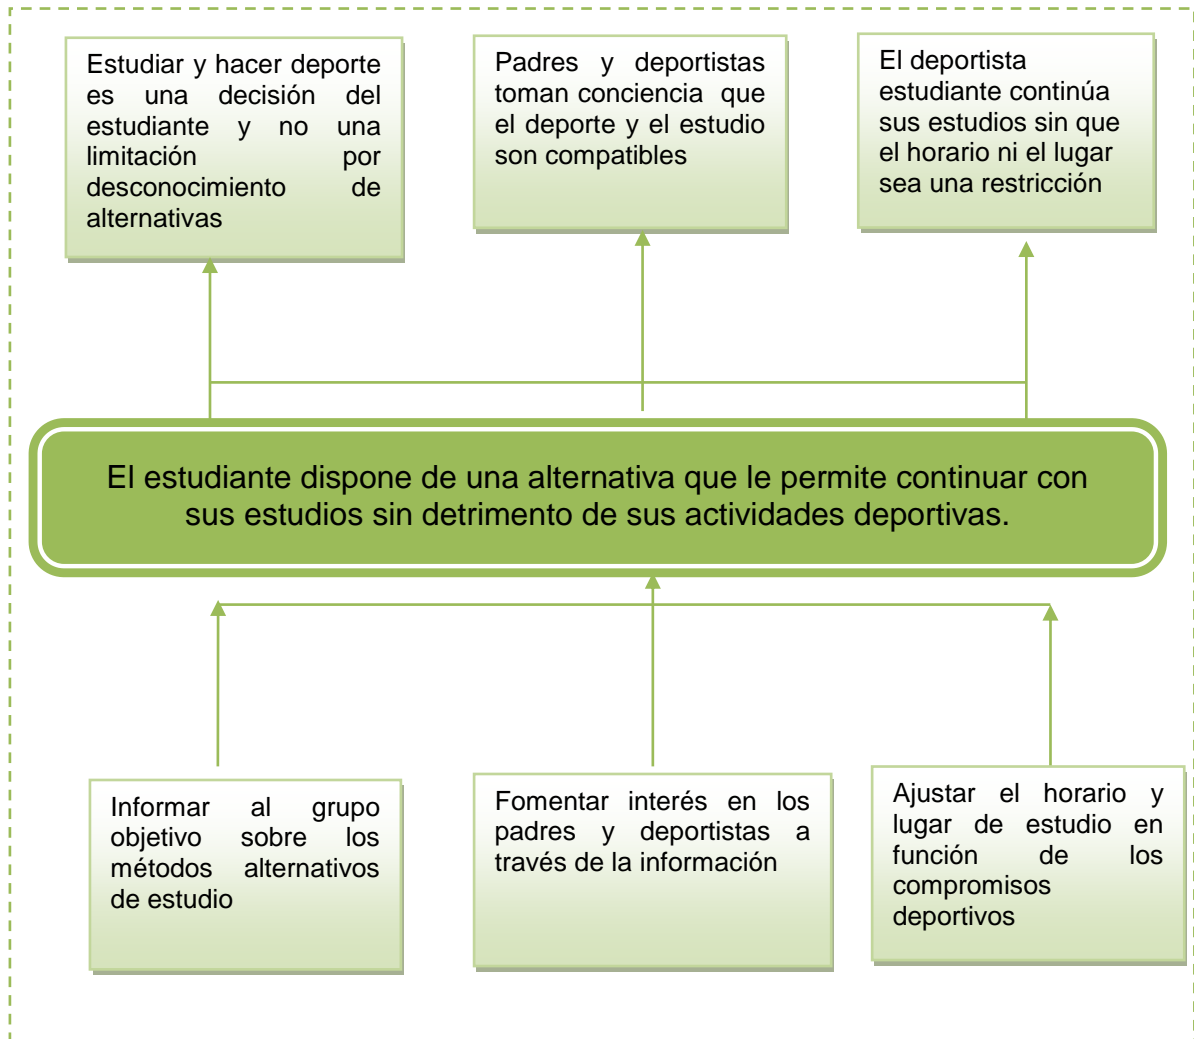 Estudiar y hacer deporte
es una decisión del
estudiante y no una
limitación por
desconocimiento de
alternativas
Padres y deportistas
toman conciencia que
el deporte y el estudio
son compatibles
El deportista
estudiante continúa
sus estudios sin que
el horario ni el lugar
sea una restricción
El estudiante dispone de una alternativa que le permite continuar con
sus estudios sin detrimento de sus actividades deportivas.
Informar al grupo
objetivo sobre los
métodos alternativos
de estudio
Fomentar interés en los
padres y deportistas a
través de la información
Ajustar el horario y
lugar de estudio en
función de los
compromisos
deportivos